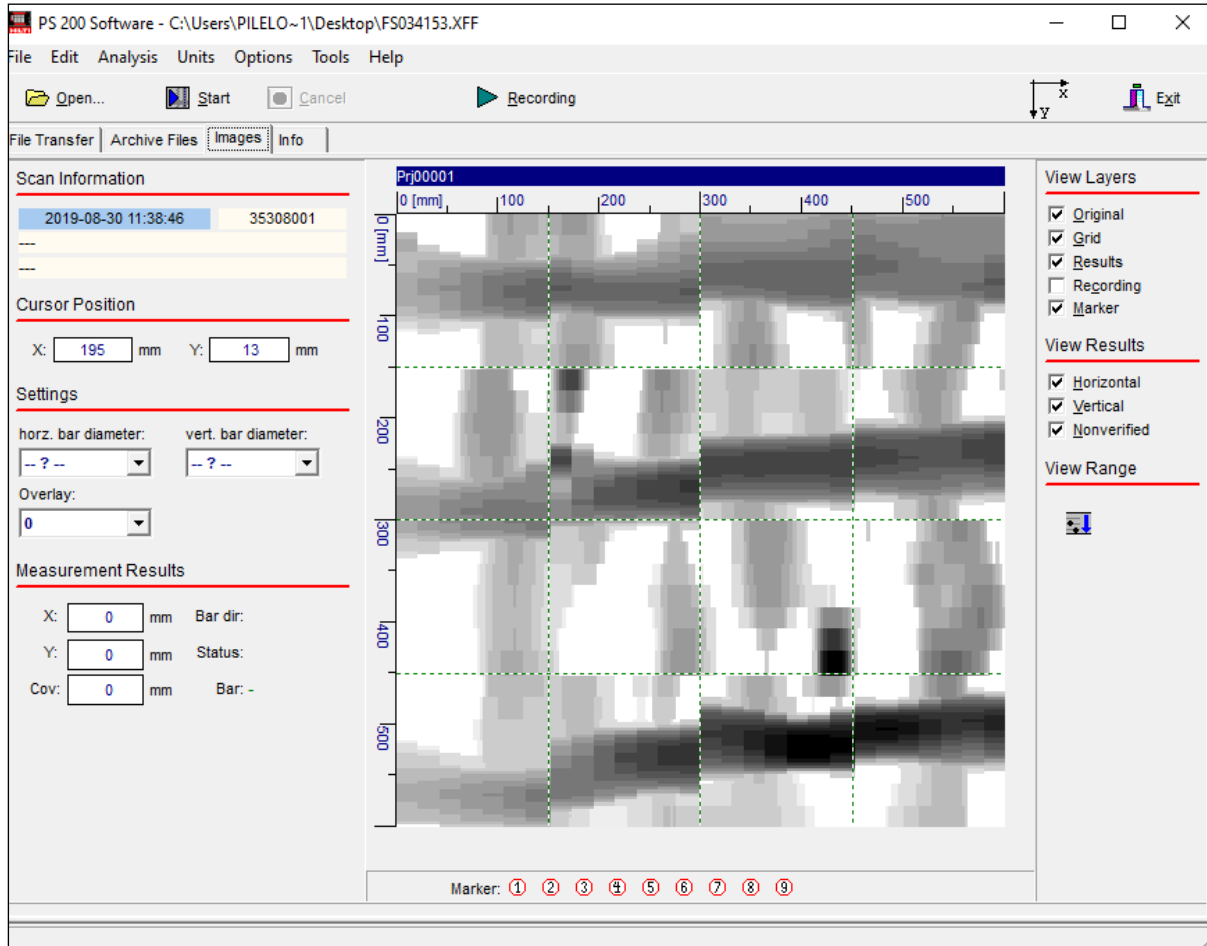 HILTI
PS 200 Software - C:\Users\PILELO~1\Desktop\FS034153.XFF
File Edit Analysis Units Options Tools Help
Open... Start Cancel Recording X Y Exit
File Transfer Archive Files Images Info
Scan Information
2019-08-30 11:38:46 35308001
---
---
Cursor Position
X: 195 mm Y: 13 mm
Settings
horz. bar diameter: vert. bar diameter:
-- ? -- -- ? --
Overlay:
0
Measurement Results
X: 0 mm Bar dir:
Y: 0 mm Status:
Cov: 0 mm Bar: -
Prj00001
0 [mm] 100 200 300 400 500
0 [mm]
100
200
300
400
500
Marker: 1 2 3 4 5 6 7 8 9
View Layers
Original
Grid
Results
Recording
Marker
View Results
Horizontal
Vertical
Nonverified
View Range